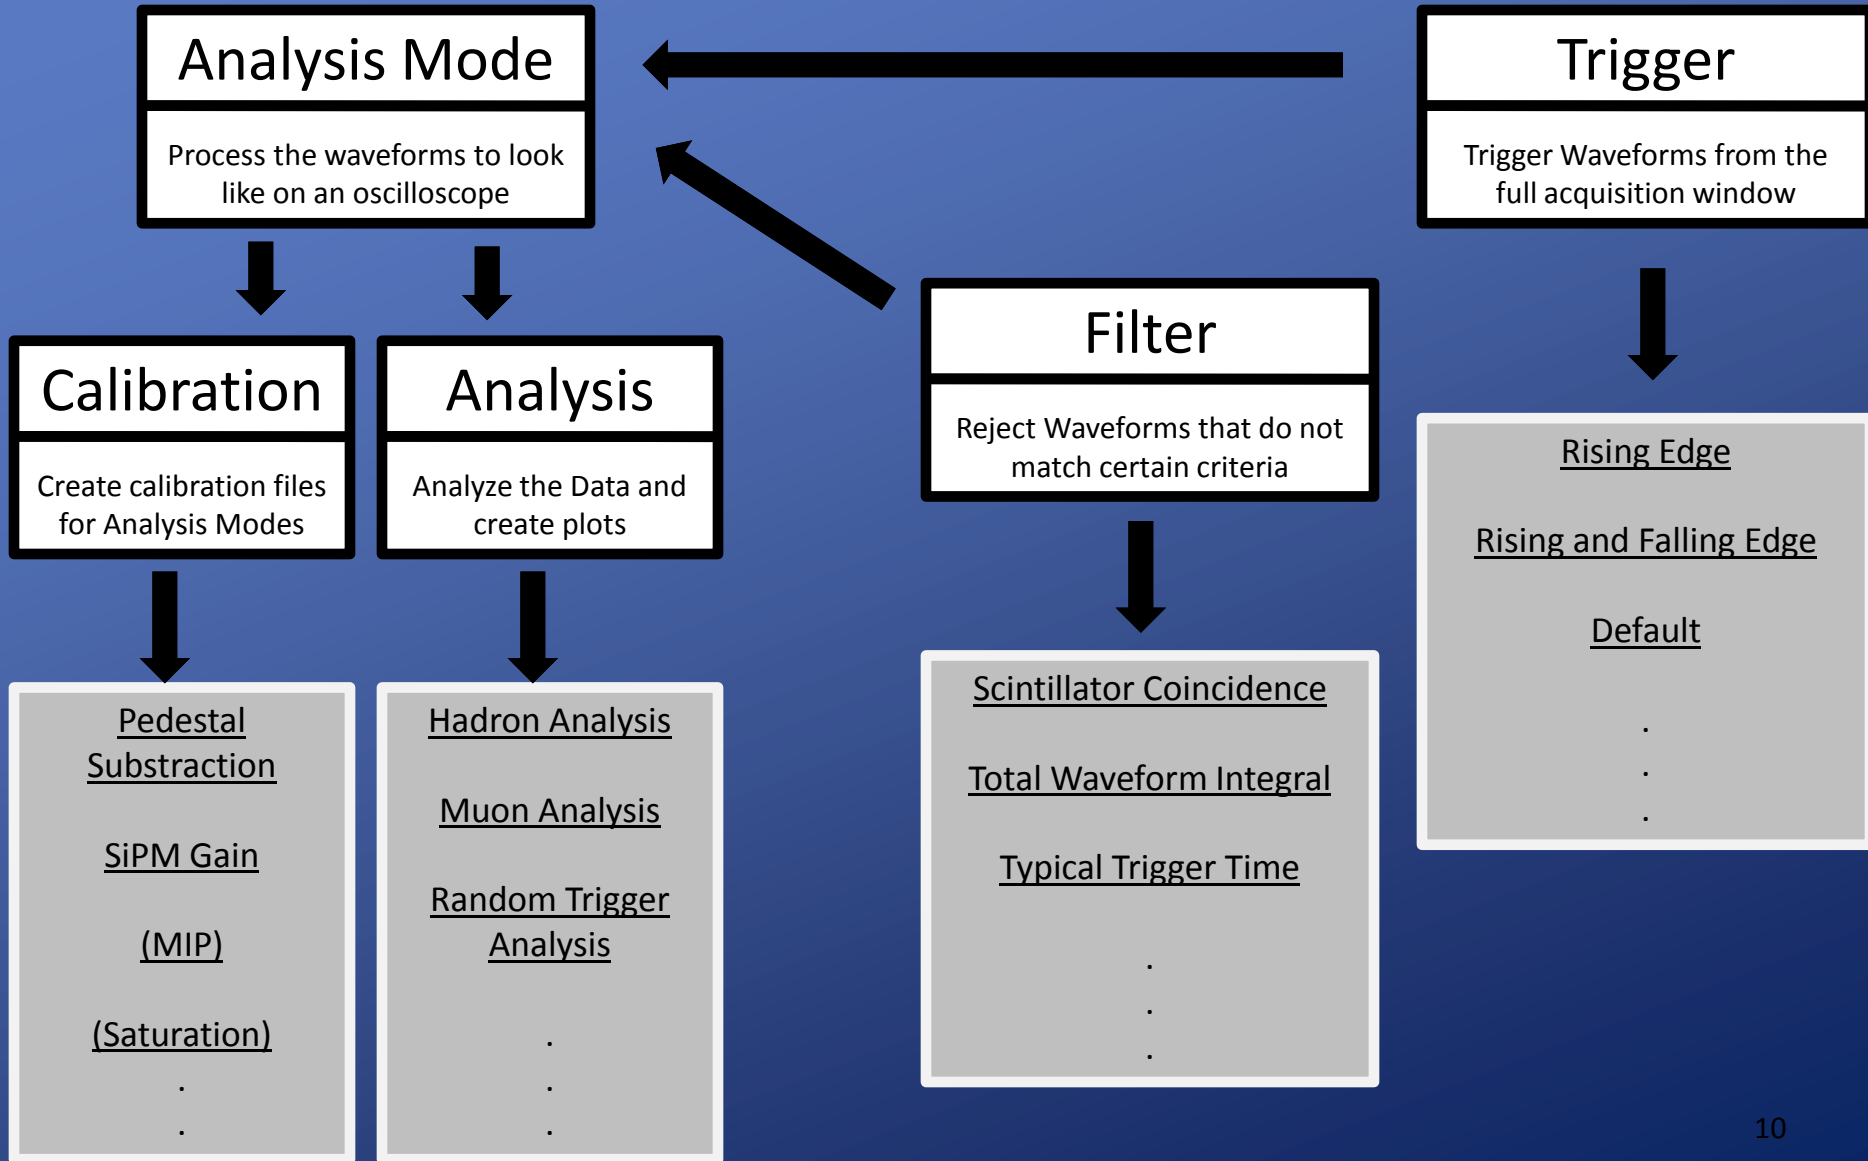 Analysis Mode
Process the waveforms to look
like on an oscilloscope
Trigger
Trigger Waveforms from the
full acquisition window
Filter
Reject Waveforms that do not
match certain criteria
Calibration
Create calibration files
for Analysis Modes
Analysis
Analyze the Data and
create plots
Pedestal
Substraction
SiPM Gain
(MIP)
(Saturation)
.
.
Hadron Analysis
Muon Analysis
Random Trigger
Analysis
.
.
.
Scintillator Coincidence
Total Waveform Integral
Typical Trigger Time
.
.
.
Rising Edge
Rising and Falling Edge
Default
.
.
.
10